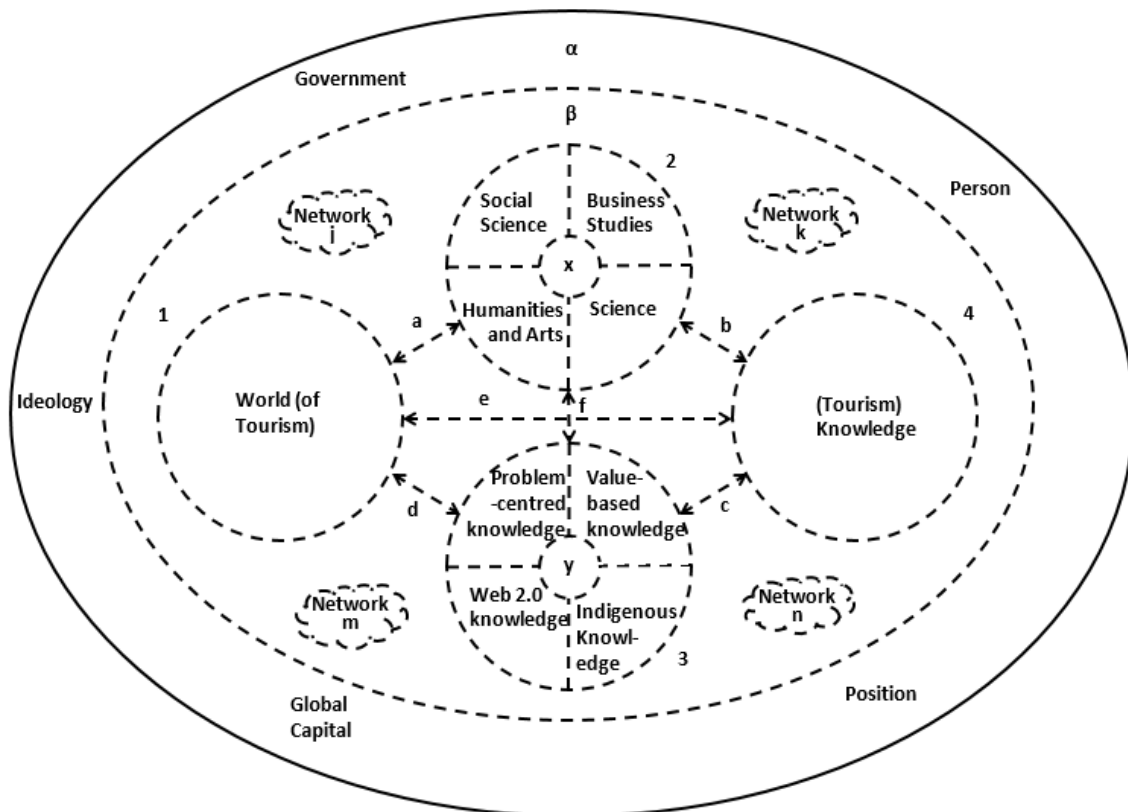 α
Government
β
2
Person
Social
Science
Business
Studies
Network
i
Network
k
x
1
Humanities
and Arts
Science
4
a
b
Ideology
World (of
Tourism)
e
f
(Tourism)
Knowledge
Problem
-centred
knowledge
Value-
based
knowledge
d
c
y
Web 2.0
knowledge
Indigenous
Knowl-
edge
Network
m
Network
n
3
Global
Capital
Position